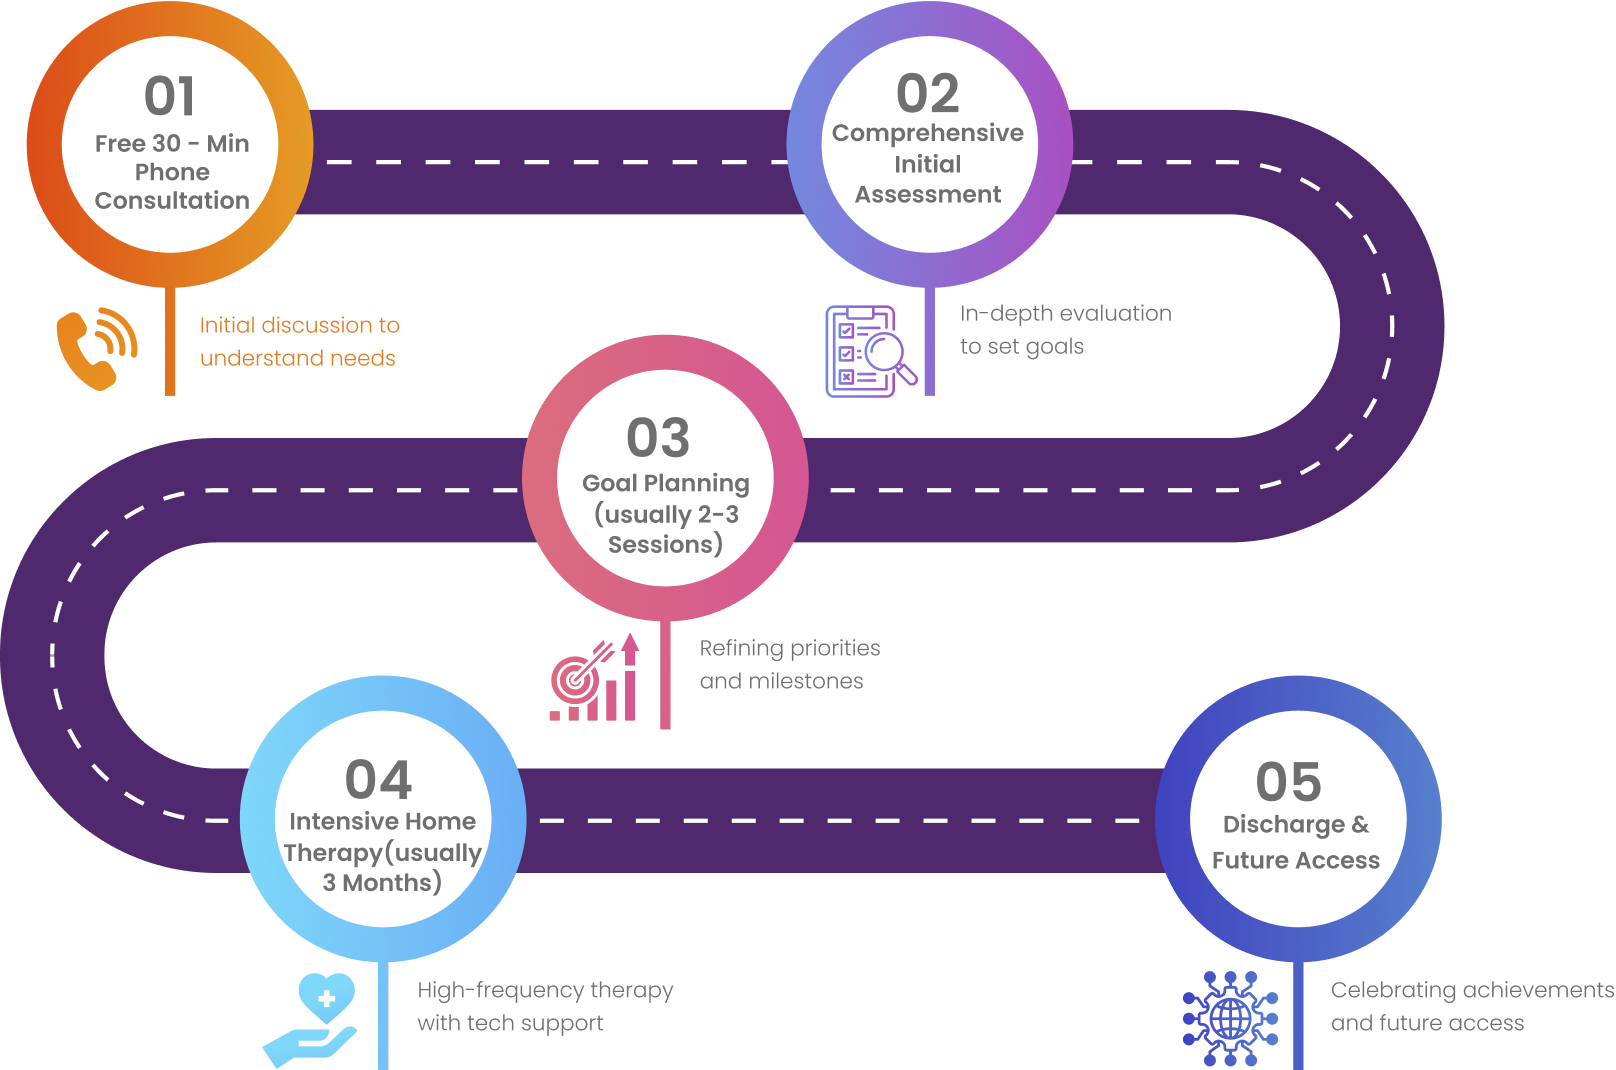 01
Free 30 - Min
Phone
Consultation
Initial discussion to
understand needs
02
Comprehensive
Initial
Assessment
In-depth evaluation
to set goals
03
Goal Planning
(usually 2-3
Sessions)
Refining priorities
and milestones
04
Intensive Home
Therapy(usually
3 Months)
High-frequency therapy
with tech support
05
Discharge &
Future Access
Celebrating achievements
and future access